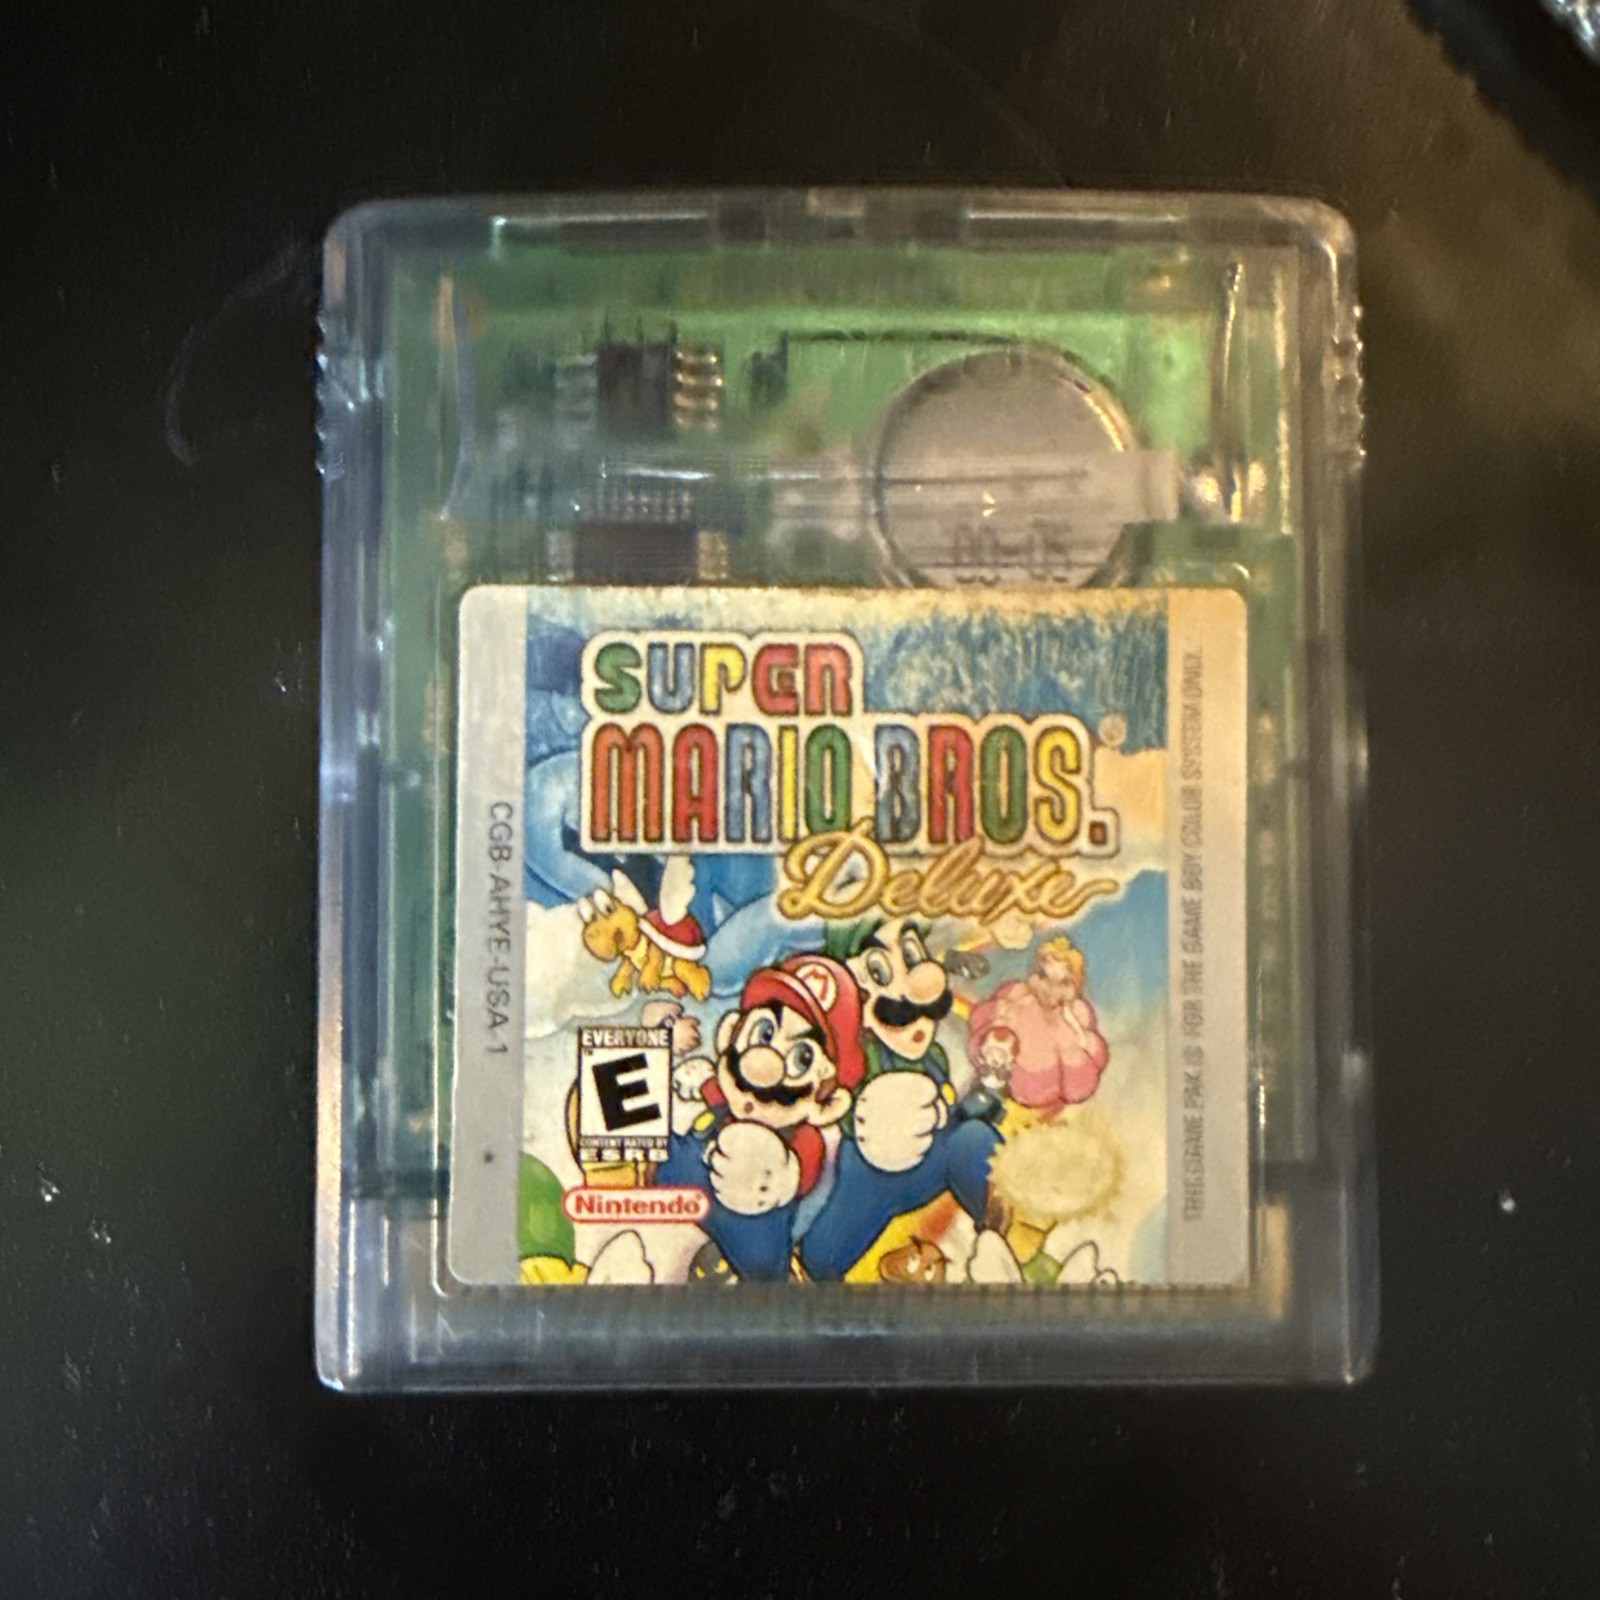 SUPER
MARIO BROS.®
Deluxe
CGB-AHYE-USA-1
THIS GAME PAK IS FOR THE GAME BOY COLOR SYSTEM ONLY.
EVERYONE
E
CONTENT RATED BY
ESRB
Nintendo®
M